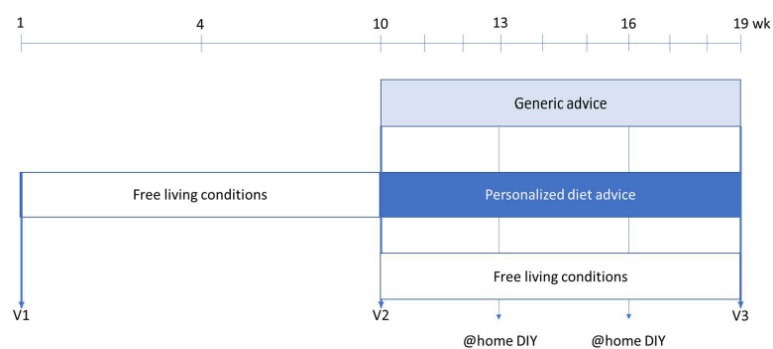 1 4 10 13 16 19 wk
Generic advice
Free living conditions Personalized diet advice
Free living conditions
V1 V2 V3
@home DIY @home DIY